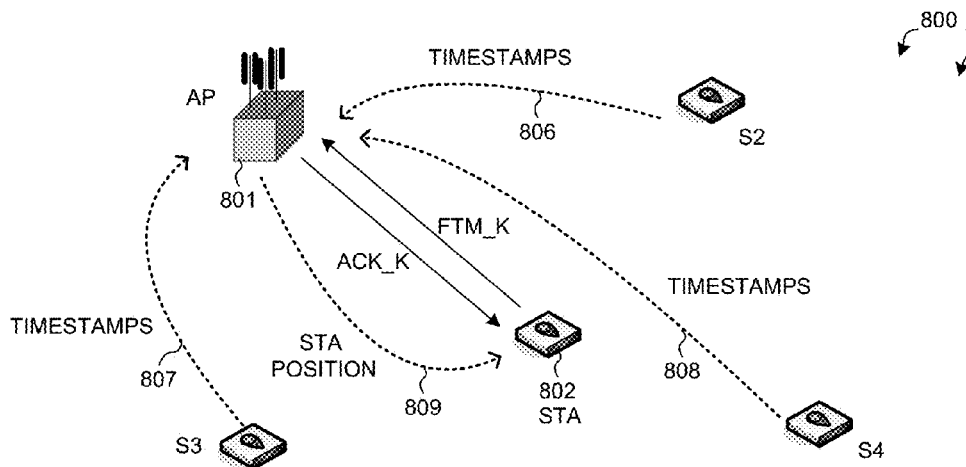 800
TIMESTAMPS
AP
806
S2
801
FTM_K
ACK_K
TIMESTAMPS
TIMESTAMPS
STA
POSITION
807
809
802
STA
808
S3
S4